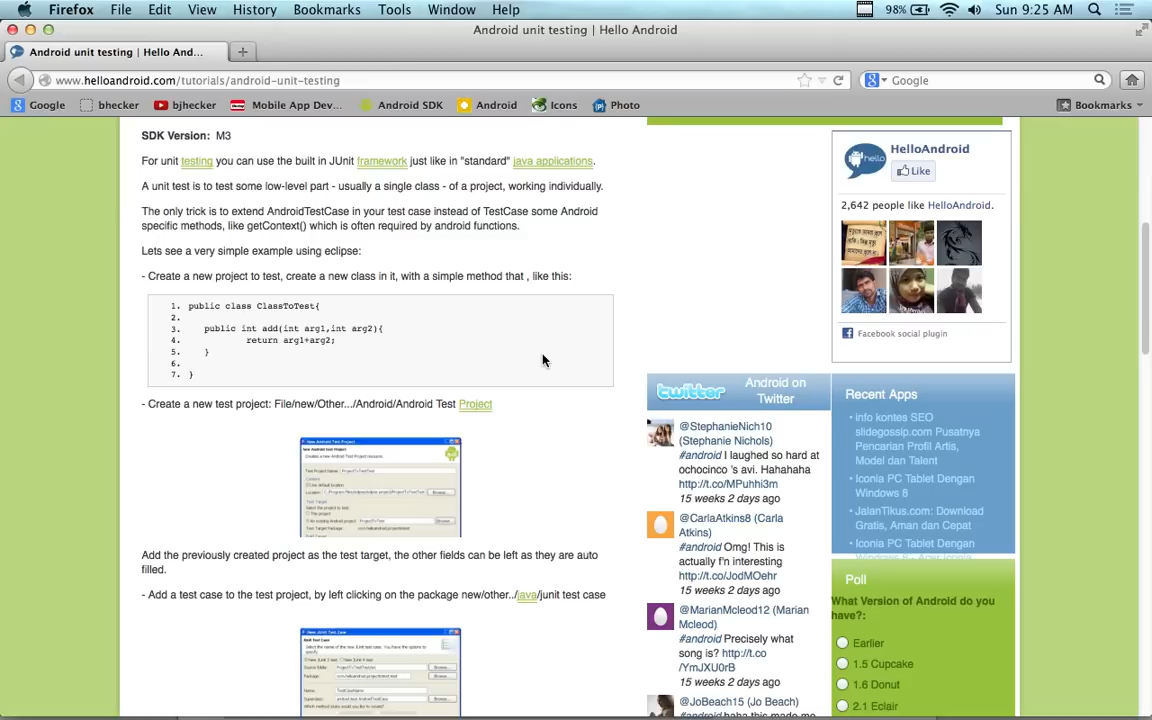 Firefox File Edit View History Bookmarks Tools Window Help 98% Sun 9:25 AM
Android unit testing | Hello Android
Android unit testing | Hello And...
www.helloandroid.com/tutorials/android-unit-testing Google
Google bhecker bjhecker Mobile App Dev... Android SDK Android Icons Photo Bookmarks
SDK Version: M3
For unit testing you can use the built in JUnit framework just like in "standard" java applications.
A unit test is to test some low-level part - usually a single class - of a project, working individually.
The only trick is to extend AndroidTestCase in your test case instead of TestCase some Android
specific methods, like getContext() which is often required by android functions.
Lets see a very simple example using eclipse:
- Create a new project to test, create a new class in it, with a simple method that , like this:
1. public class ClassToTest{
2.
3. public int add(int arg1,int arg2){
4. return arg1+arg2;
5. }
6.
7. }
- Create a new test project: File/new/Other.../Android/Android Test Project
New Android Test Project
Add the previously created project as the test target, the other fields can be left as they are auto
filled.
- Add a test case to the test project, by left clicking on the package new/other../java/junit test case
hello
HelloAndroid
Like
2,642 people like HelloAndroid.
Facebook social plugin
twitter
Android on
Twitter
@StephanieNich10
(Stephanie Nichols)
#android I laughed so hard at
ochocinco 's avi. Hahahaha
http://t.co/MPuhhi3m
15 weeks 2 days ago
@CarlaAtkins8 (Carla
Atkins)
#android Omg! This is
actually f'n interesting
http://t.co/JodMOehr
15 weeks 2 days ago
@MarianMcleod12 (Marian
Mcleod)
#android Precisely what
song is? http://t.co
/YmJXU0rB
15 weeks 2 days ago
@JoBeach15 (Jo Beach)
#android haha this made me
Recent Apps
info kontes SEO
slidegossip.com Pusatnya
Pencarian Profil Artis,
Model dan Talent
Iconia PC Tablet Dengan
Windows 8
JalanTikus.com: Download
Gratis, Aman dan Cepat
Iconia PC Tablet Dengan
Poll
What Version of Android do you
have?:
Earlier
1.5 Cupcake
1.6 Donut
2.1 Eclair